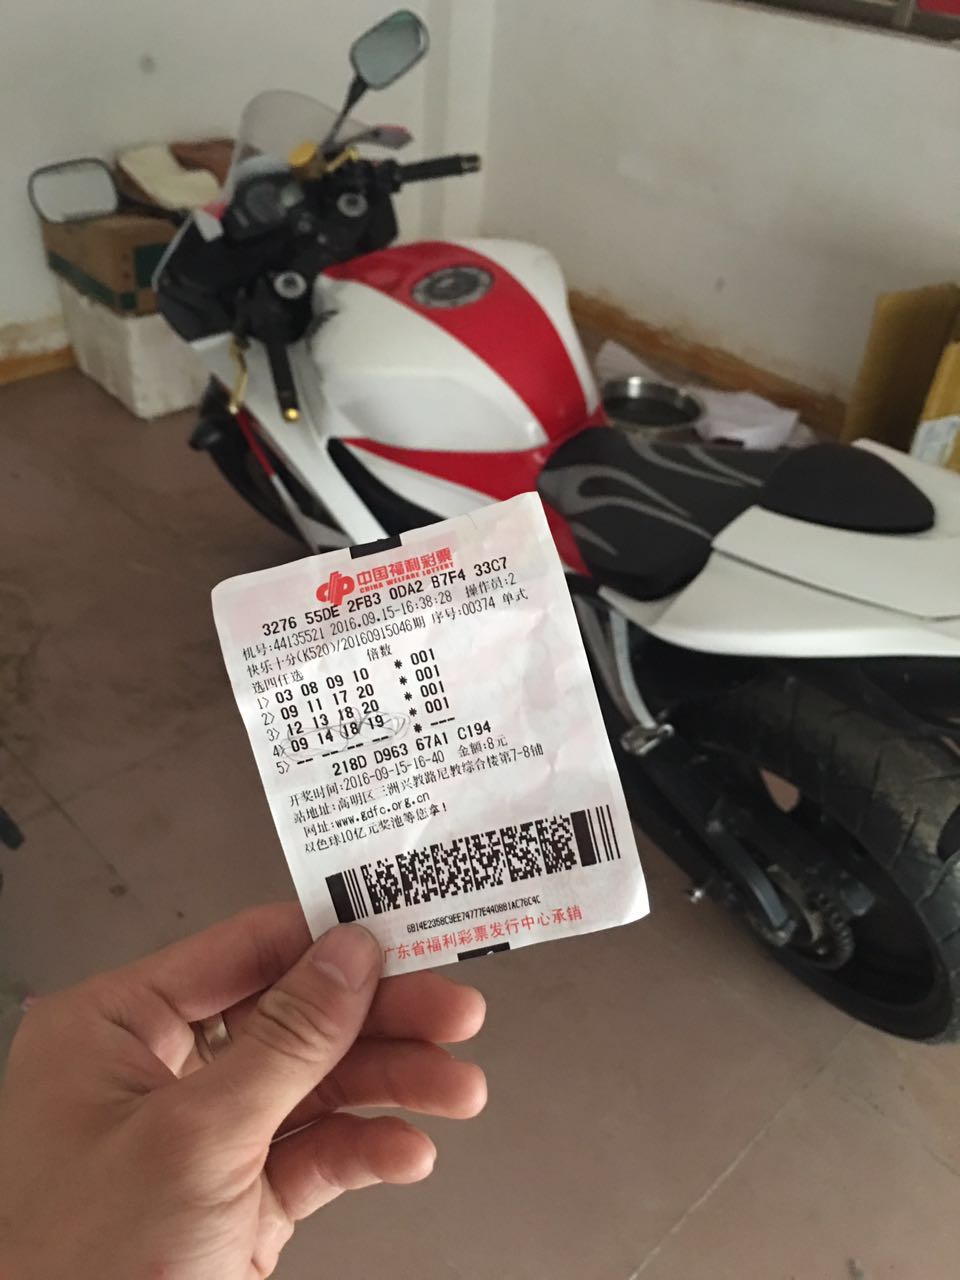 中国福利彩票
CHINA WELFARE LOTTERY
3276 55DE 2FB3 0DA2 B7F4 33C7
机号:44135521 2016.09.15-16:38:28 操作员:2
快乐十分(K520)/20160915046期 序号:00374 单式
选四任选 倍数
1> 03 08 09 10 * 001
2> 09 11 17 20 * 001
3> 12 13 18 20 * 001
4> 09 14 18 19 * 001
5> -- -- -- -- * ---
218D D963 67A1 C194
开奖时间:2016-09-15-16-40 金额:8元
站地址:高明区三洲兴教路尼教综合楼第7-8铺
网址:www.gdfc.org.cn
双色球10亿元奖池等您拿!
6B14E2358C9EE74777E4408B1AC76C4C
广东省福利彩票发行中心承销